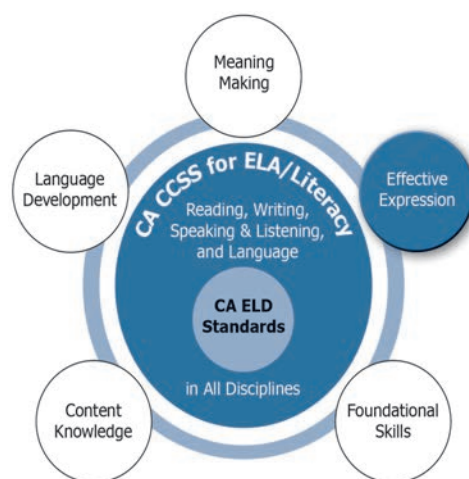 Meaning
Making
Language
Development
Effective
Expression
CA CCSS for ELA/Literacy
Reading, Writing,
Speaking & Listening,
and Language
CA ELD
Standards
in All Disciplines
Content
Knowledge
Foundational
Skills